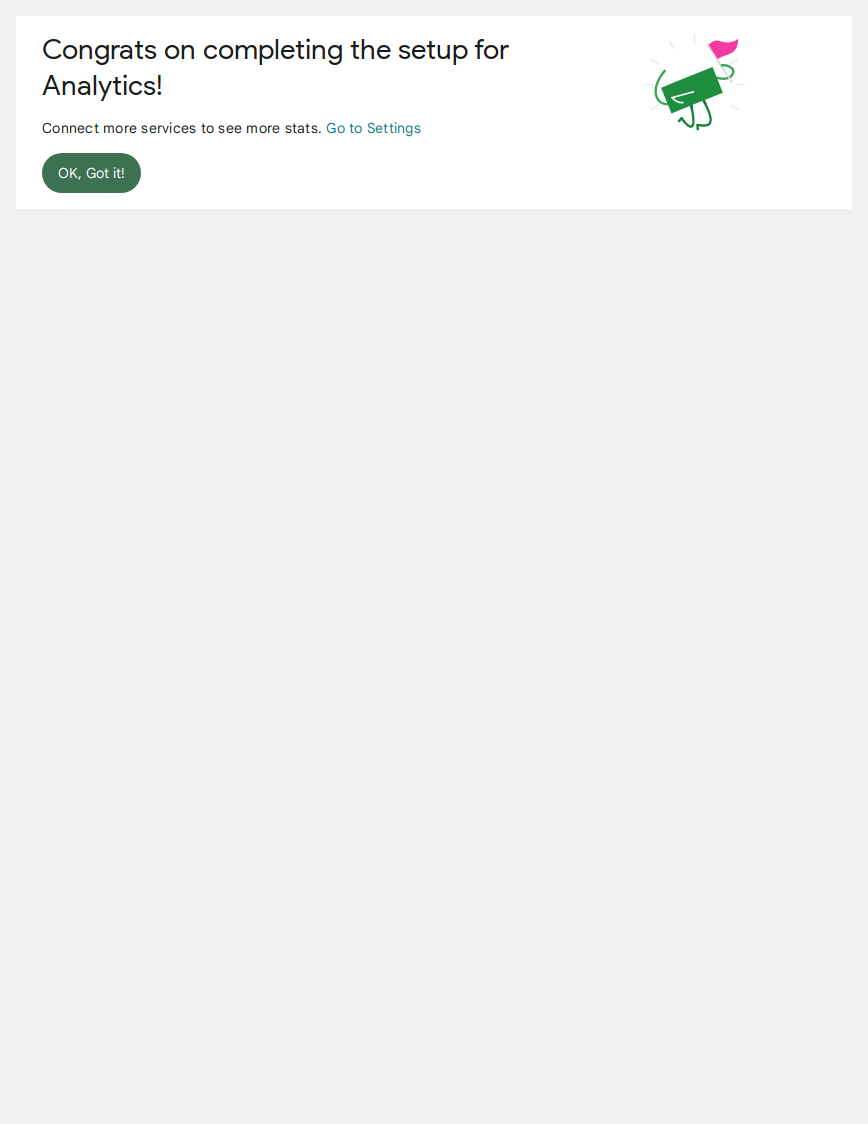 Congrats on completing the setup for
Analytics!
Connect more services to see more stats. Go to Settings
OK, Got it!